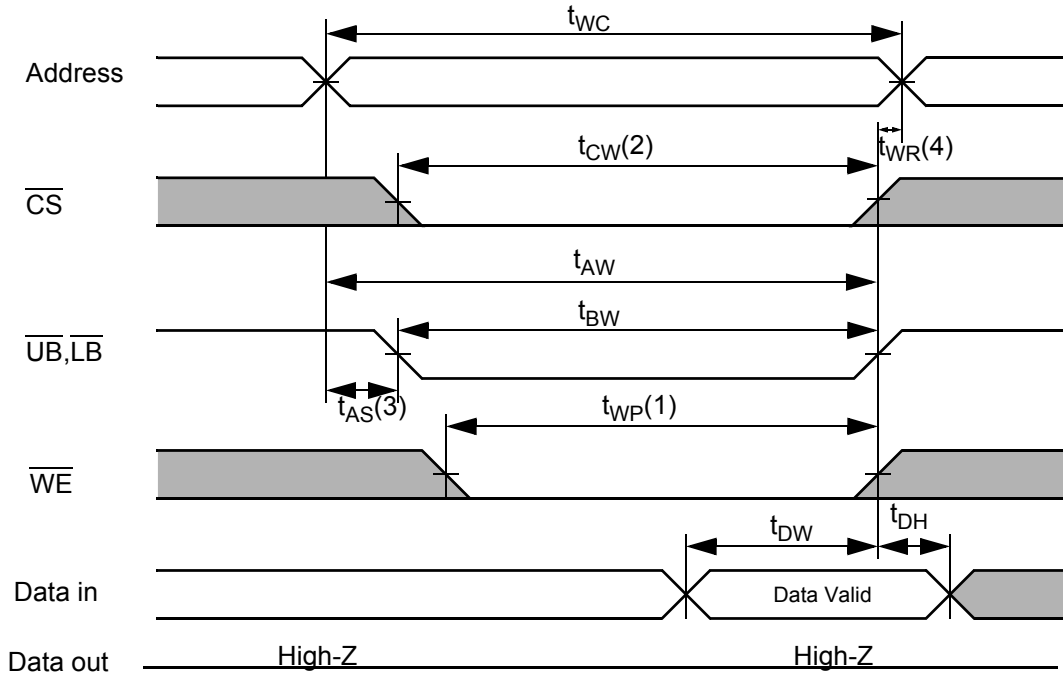 tWC
Address
tCW(2)
tWR(4)
CS
tAW
tBW
UB,LB
tAS(3)
tWP(1)
WE
tDW
tDH
Data in
Data Valid
Data out
High-Z
High-Z